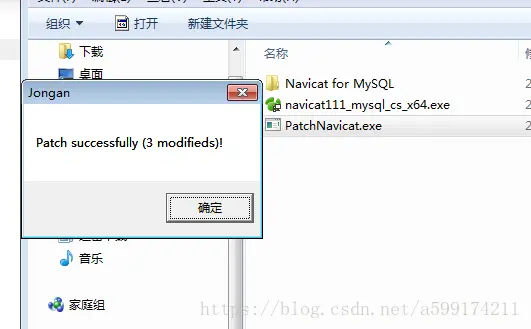 组织 打开 新建文件夹
下载
桌面
名称
Jongan
Navicat for MySQL
navicat111_mysql_cs_x64.exe
Patch successfully (3 modifieds)!
PatchNavicat.exe
确定
音乐
家庭组
https://blog.csdn.net/a599174211